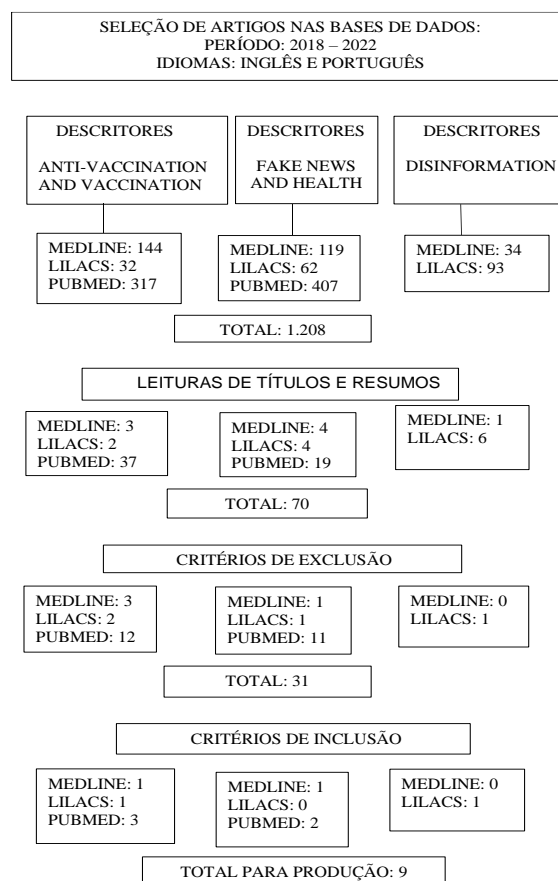 SELEÇÃO DE ARTIGOS NAS BASES DE DADOS:
PERÍODO: 2018 – 2022
IDIOMAS: INGLÊS E PORTUGUÊS
DESCRITORES
ANTI-VACCINATION
AND VACCINATION
DESCRITORES
FAKE NEWS
AND HEALTH
DESCRITORES
DISINFORMATION
MEDLINE: 144
LILACS: 32
PUBMED: 317
MEDLINE: 119
LILACS: 62
PUBMED: 407
MEDLINE: 34
LILACS: 93
TOTAL: 1.208
LEITURAS DE TÍTULOS E RESUMOS
MEDLINE: 3
LILACS: 2
PUBMED: 37
MEDLINE: 4
LILACS: 4
PUBMED: 19
MEDLINE: 1
LILACS: 6
TOTAL: 70
CRITÉRIOS DE EXCLUSÃO
MEDLINE: 3
LILACS: 2
PUBMED: 12
MEDLINE: 1
LILACS: 1
PUBMED: 11
MEDLINE: 0
LILACS: 1
TOTAL: 31
CRITÉRIOS DE INCLUSÃO
MEDLINE: 1
LILACS: 1
PUBMED: 3
MEDLINE: 1
LILACS: 0
PUBMED: 2
MEDLINE: 0
LILACS: 1
TOTAL PARA PRODUÇÃO: 9